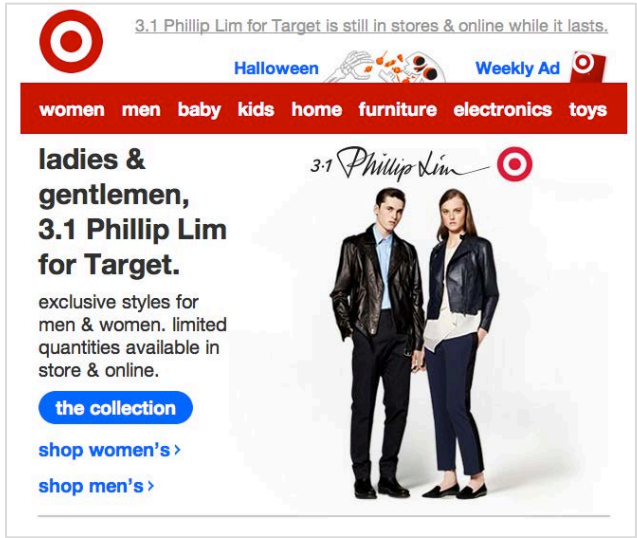 3.1 Phillip Lim for Target is still in stores & online while it lasts.
Halloween
Weekly Ad
women men baby kids home furniture electronics toys
ladies &
gentlemen,
3.1 Phillip Lim
for Target.
exclusive styles for
men & women. limited
quantities available in
store & online.
the collection
shop women's ›
shop men's ›
3.1 Phillip Lim